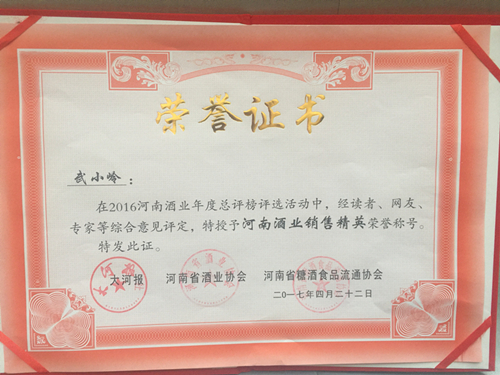 荣誉证书
武小岭：
在2016河南酒业年度总评榜评选活动中，经读者、网友、
专家等综合意见评定，特授予河南酒业销售精英荣誉称号。
特发此证。
大河报 河南省酒业协会 河南省糖酒食品流通协会
二〇一七年四月二十二日